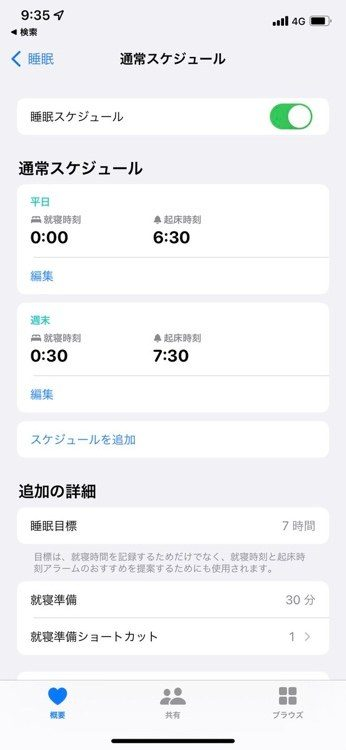 9:35
4G
◀ 検索
睡眠
通常スケジュール
睡眠スケジュール
通常スケジュール
平日
就寝時刻 起床時刻
0:00 6:30
編集
週末
就寝時刻 起床時刻
0:30 7:30
編集
スケジュールを追加
追加の詳細
睡眠目標 7 時間
目標は、就寝時間を記録するためだけでなく、就寝時刻と起床時
刻アラームのおすすめを提案するためにも使用されます。
就寝準備 30 分
就寝準備ショートカット 1
概要 共有 ブラウズ